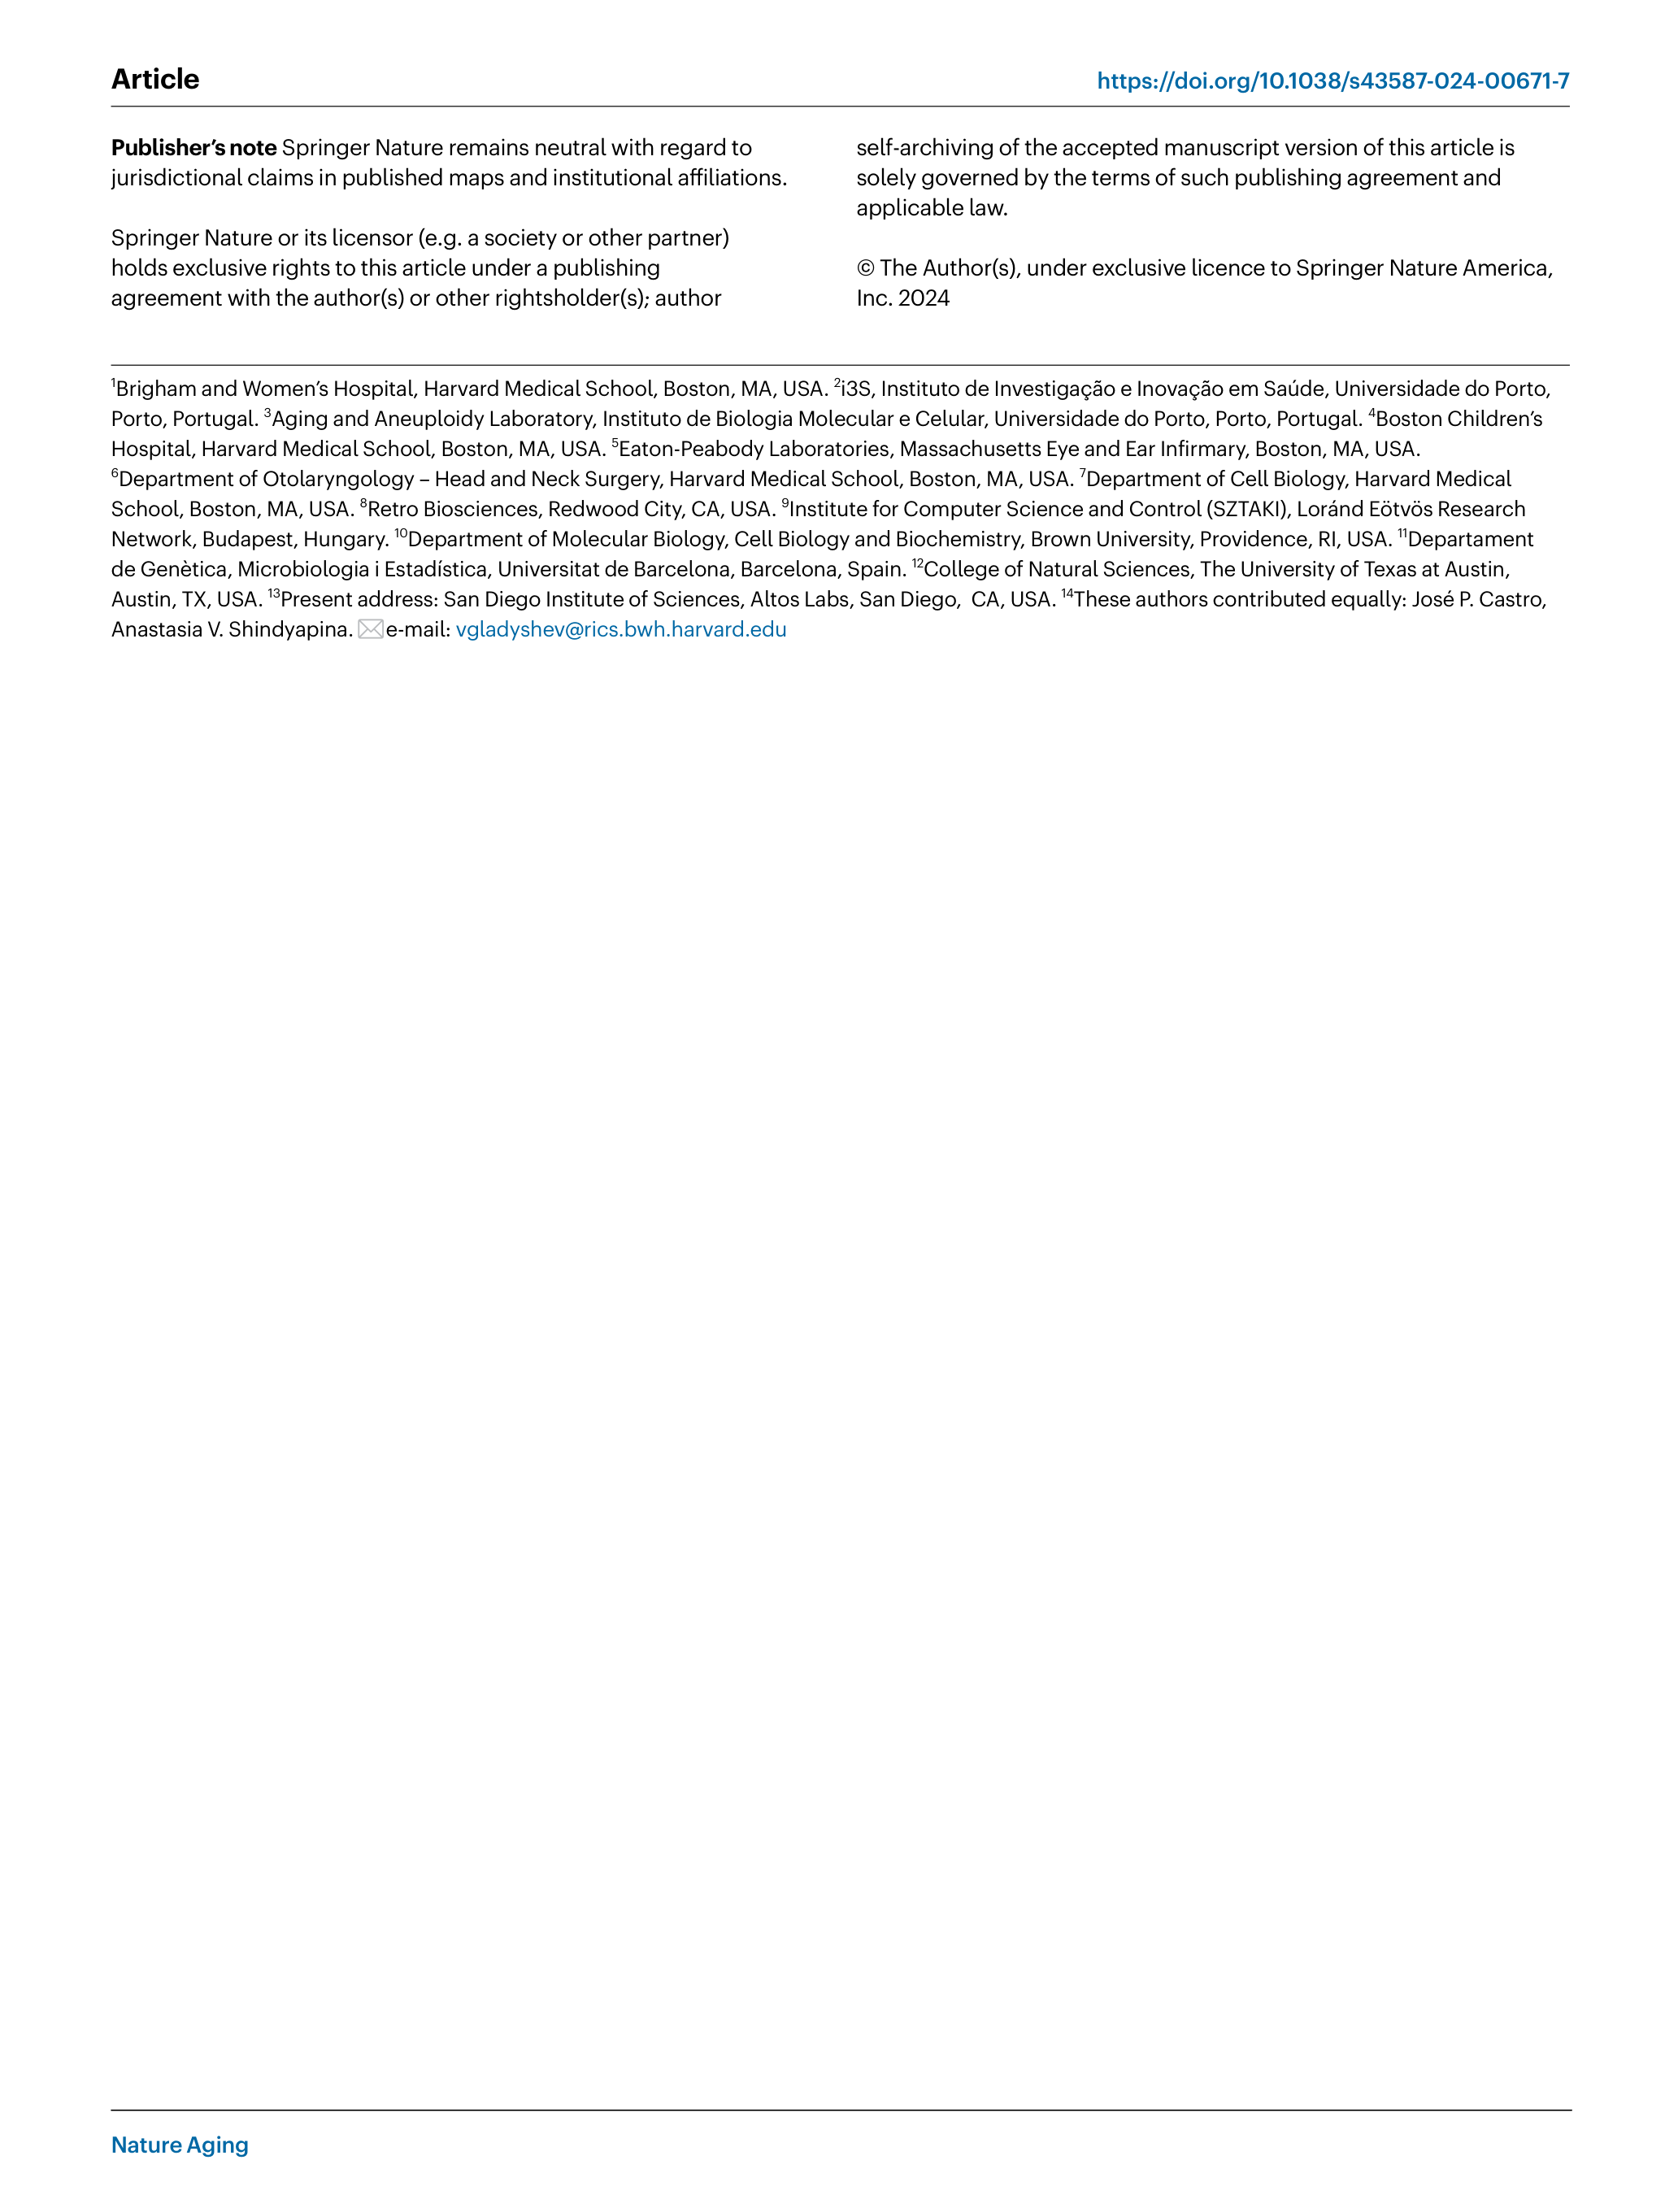 Article
https://doi.org/10.1038/s43587-024-00671-7
Publisher’s note Springer Nature remains neutral with regard to
jurisdictional claims in published maps and institutional affiliations.
Springer Nature or its licensor (e.g. a society or other partner)
holds exclusive rights to this article under a publishing
agreement with the author(s) or other rightsholder(s); author
self-archiving of the accepted manuscript version of this article is
solely governed by the terms of such publishing agreement and
applicable law.
© The Author(s), under exclusive licence to Springer Nature America,
Inc. 2024
¹Brigham and Women’s Hospital, Harvard Medical School, Boston, MA, USA. ²i3S, Instituto de Investigação e Inovação em Saúde, Universidade do Porto,
Porto, Portugal. ³Aging and Aneuploidy Laboratory, Instituto de Biologia Molecular e Celular, Universidade do Porto, Porto, Portugal. ⁴Boston Children’s
Hospital, Harvard Medical School, Boston, MA, USA. ⁵Eaton-Peabody Laboratories, Massachusetts Eye and Ear Infirmary, Boston, MA, USA.
⁶Department of Otolaryngology – Head and Neck Surgery, Harvard Medical School, Boston, MA, USA. ⁷Department of Cell Biology, Harvard Medical
School, Boston, MA, USA. ⁸Retro Biosciences, Redwood City, CA, USA. ⁹Institute for Computer Science and Control (SZTAKI), Loránd Eötvös Research
Network, Budapest, Hungary. ¹⁰Department of Molecular Biology, Cell Biology and Biochemistry, Brown University, Providence, RI, USA. ¹¹Departament
de Genètica, Microbiologia i Estadística, Universitat de Barcelona, Barcelona, Spain. ¹²College of Natural Sciences, The University of Texas at Austin,
Austin, TX, USA. ¹³Present address: San Diego Institute of Sciences, Altos Labs, San Diego, CA, USA. ¹⁴These authors contributed equally: José P. Castro,
Anastasia V. Shindyapina. e-mail: vgladyshev@rics.bwh.harvard.edu
Nature Aging